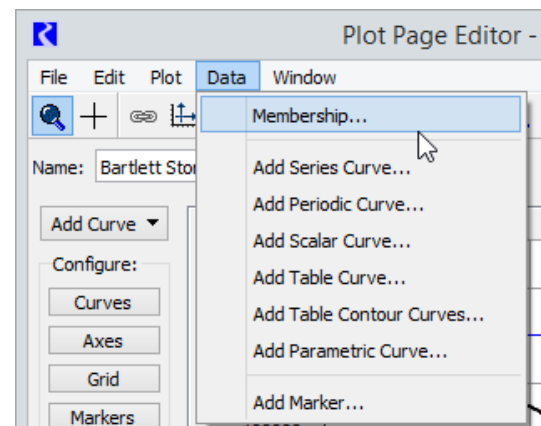 Plot Page Editor -
File Edit Plot Data Window
Membership...
Name: Bartlett Sto
Add Series Curve...
Add Periodic Curve...
Add Curve
Add Scalar Curve...
Configure:
Add Table Curve...
Curves
Add Table Contour Curves...
Axes
Add Parametric Curve...
Grid
Add Marker...
Markers